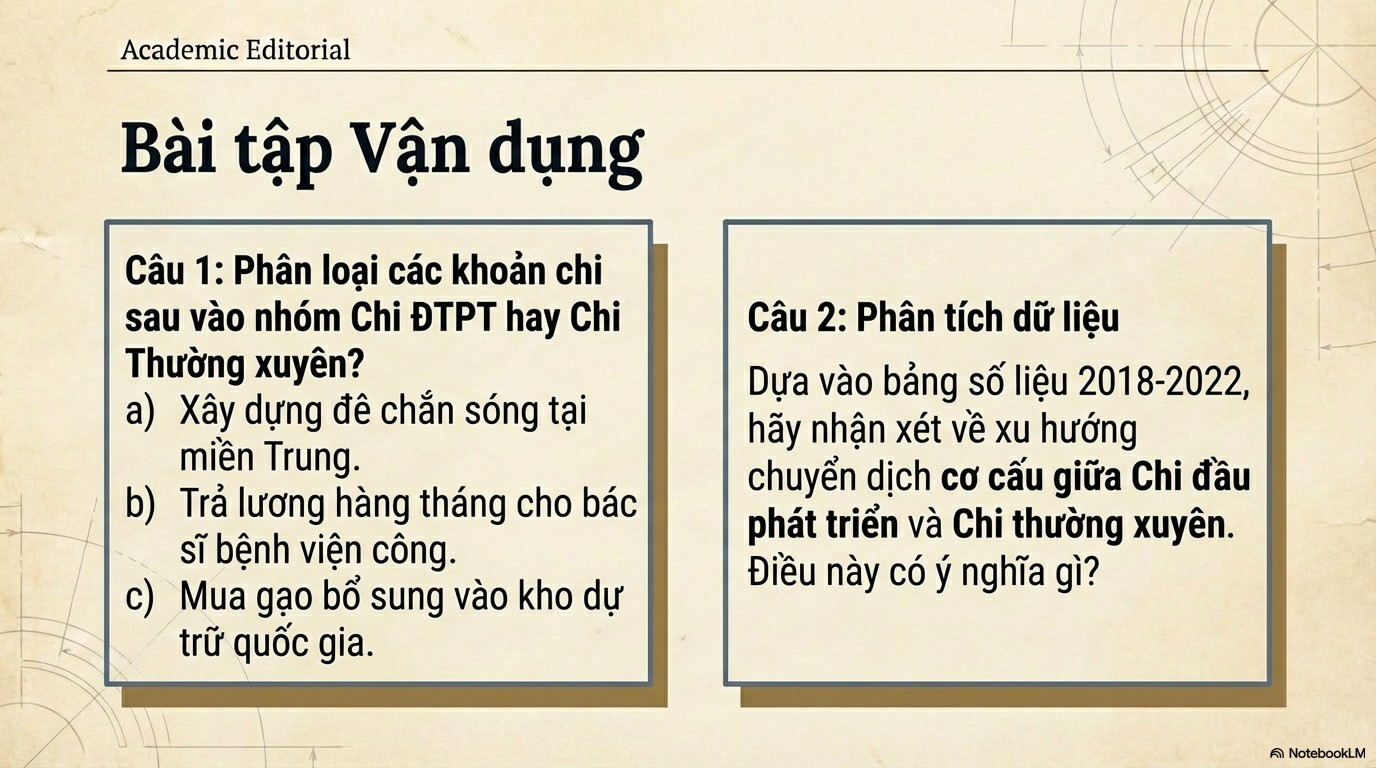 Academic Editorial
Bài tập Vận dụng
Câu 1: Phân loại các khoản chi
sau vào nhóm Chi ĐTPT hay Chi
Thường xuyên?
a) Xây dựng đê chắn sóng tại
miền Trung.
b) Trả lương hàng tháng cho bác
sĩ bệnh viện công.
c) Mua gạo bổ sung vào kho dự
trữ quốc gia.
Câu 2: Phân tích dữ liệu
Dựa vào bảng số liệu 2018-2022,
hãy nhận xét về xu hướng
chuyển dịch cơ cấu giữa Chi đầu
phát triển và Chi thường xuyên.
Điều này có ý nghĩa gì?
NotebookLM